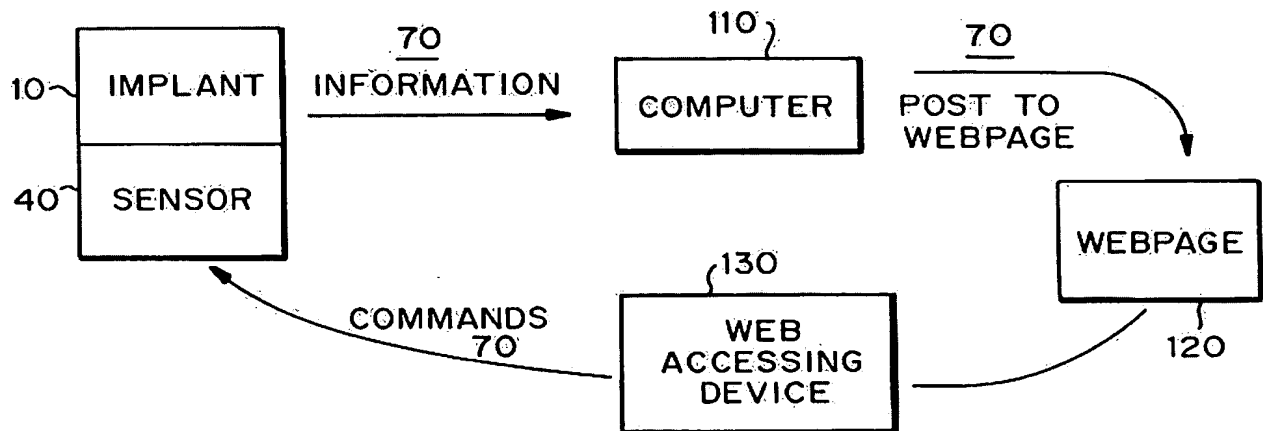 10
IMPLANT
40
SENSOR
70
INFORMATION
110
COMPUTER
70
POST TO
WEBPAGE
WEBPAGE
120
130
WEB
ACCESSING
DEVICE
COMMANDS
70